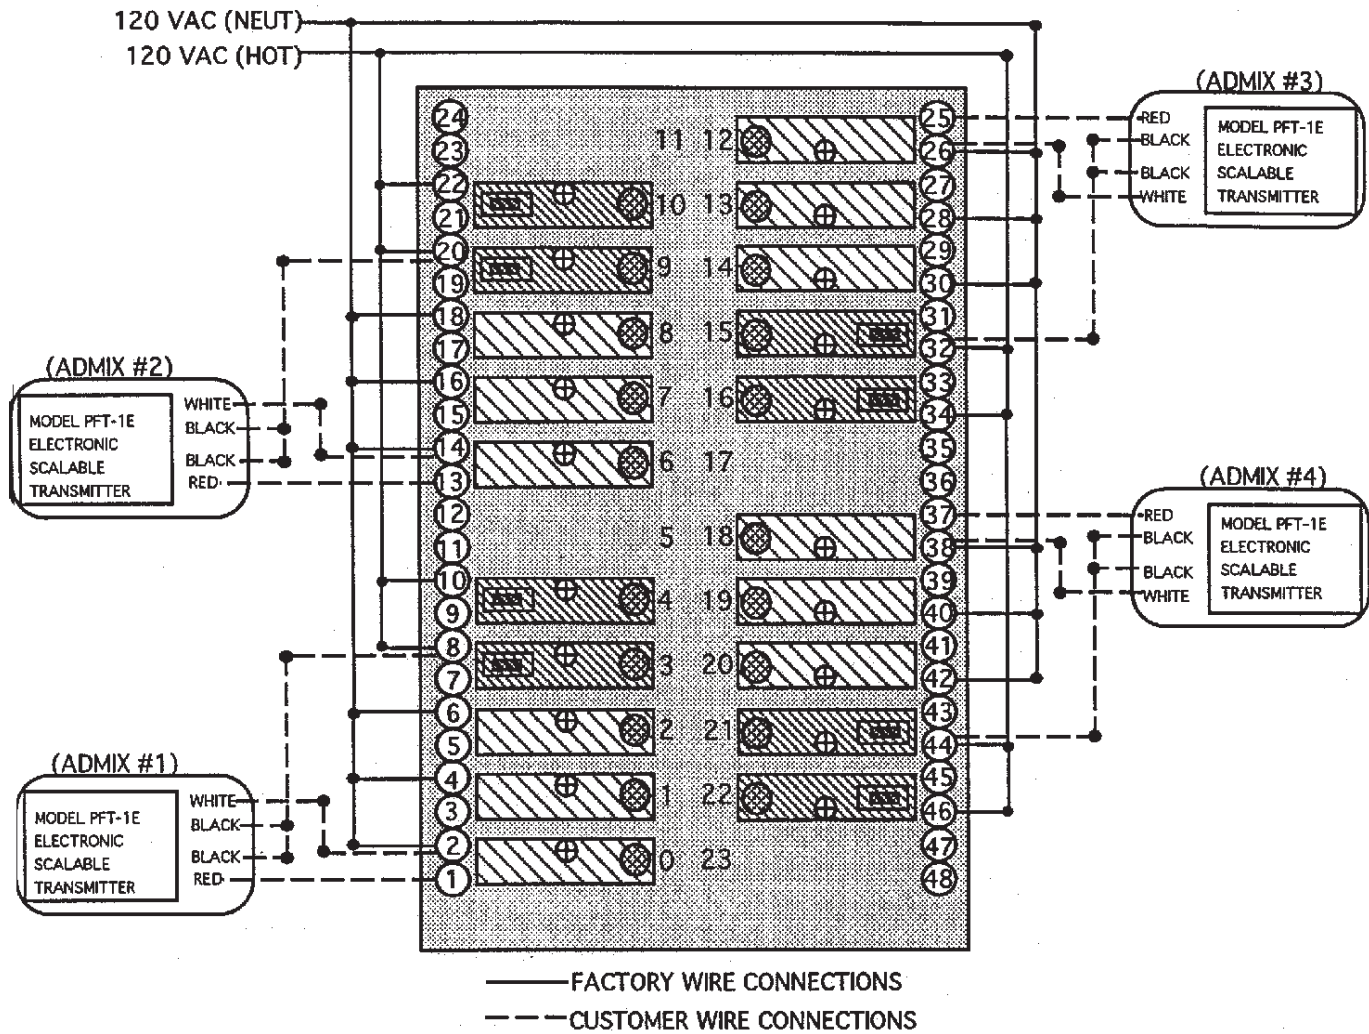 120 VAC (NEUT)
120 VAC (HOT)
(ADMIX #3)
RED
BLACK
BLACK
WHITE
MODEL PFT-1E
ELECTRONIC
SCALABLE
TRANSMITTER
(ADMIX #2)
MODEL PFT-1E
ELECTRONIC
SCALABLE
TRANSMITTER
WHITE
BLACK
BLACK
RED
(ADMIX #4)
RED
BLACK
BLACK
WHITE
MODEL PFT-1E
ELECTRONIC
SCALABLE
TRANSMITTER
(ADMIX #1)
MODEL PFT-1E
ELECTRONIC
SCALABLE
TRANSMITTER
WHITE
BLACK
BLACK
RED
24 11 12 25
23 26
22 10 13 27
21 28
20 9 14 29
19 30
18 8 15 31
17 32
16 7 16 33
15 34
14 6 17 35
13 36
12 5 18 37
11 38
10 4 19 39
9 40
8 3 20 41
7 42
6 2 21 43
5 44
4 1 22 45
3 46
2 0 23 47
1 48
FACTORY WIRE CONNECTIONS
CUSTOMER WIRE CONNECTIONS